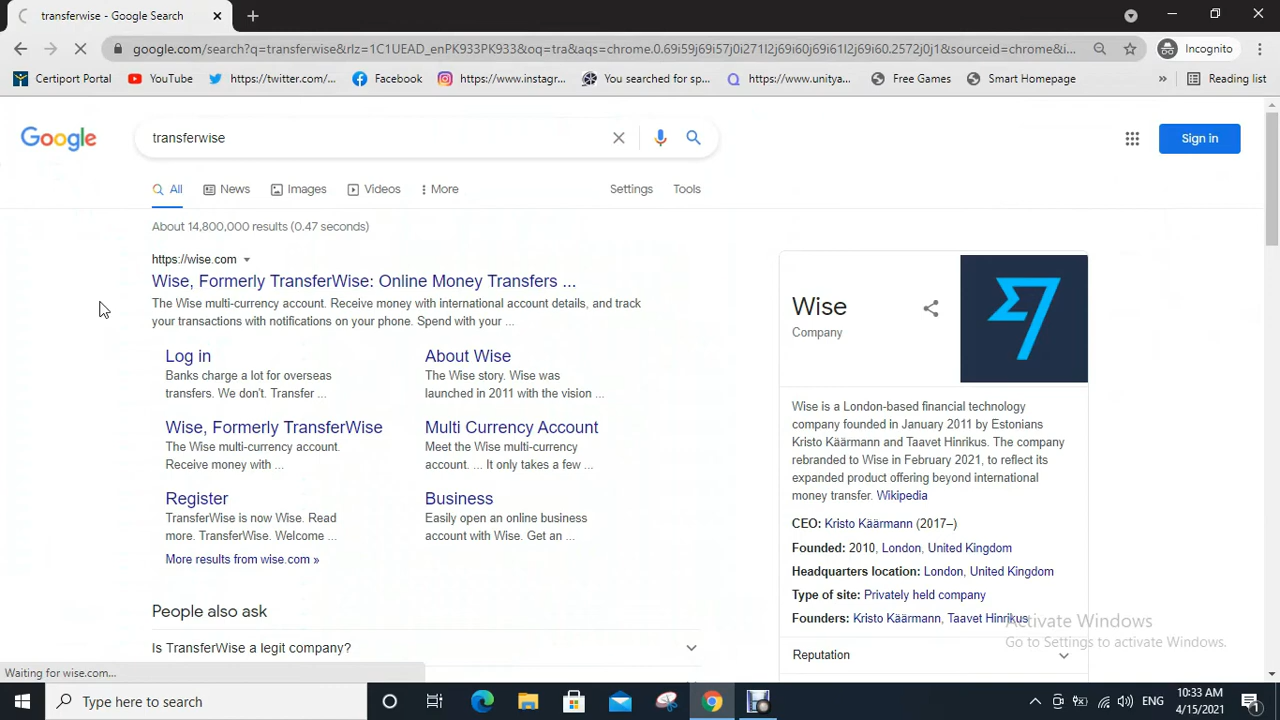 transferwise - Google Search
google.com/search?q=transferwise&rlz=1C1UEAD_enPK933PK933&oq=tra&aqs=chrome.0.69i59j69i57j0i271l2j69i60j69i61l2j69i60.2572j0j1&sourceid=chrome&i...
Incognito
Certiport Portal YouTube https://twitter.com/... Facebook https://www.instagr... You searched for sp... https://www.unitya... Free Games Smart Homepage » Reading list
Google
transferwise
Sign in
All News Images Videos More Settings Tools
About 14,800,000 results (0.47 seconds)
https://wise.com
Wise, Formerly TransferWise: Online Money Transfers ...
The Wise multi-currency account. Receive money with international account details, and track
your transactions with notifications on your phone. Spend with your ...
Log in
Banks charge a lot for overseas
transfers. We don't. Transfer ...
About Wise
The Wise story. Wise was
launched in 2011 with the vision ...
Wise, Formerly TransferWise
The Wise multi-currency account.
Receive money with ...
Multi Currency Account
Meet the Wise multi-currency
account. ... It only takes a few ...
Register
TransferWise is now Wise. Read
more. TransferWise. Welcome ...
Business
Easily open an online business
account with Wise. Get an ...
More results from wise.com »
People also ask
Is TransferWise a legit company?
Wise
Company
Wise is a London-based financial technology
company founded in January 2011 by Estonians
Kristo Käärmann and Taavet Hinrikus. The company
rebranded to Wise in February 2021, to reflect its
expanded product offering beyond international
money transfer. Wikipedia
CEO: Kristo Käärmann (2017–)
Founded: 2010, London, United Kingdom
Headquarters location: London, United Kingdom
Type of site: Privately held company
Founders: Kristo Käärmann, Taavet Hinrikus
Reputation
Activate Windows
Go to Settings to activate Windows.
Waiting for wise.com...
Type here to search
ENG
10:33 AM
4/15/2021
1